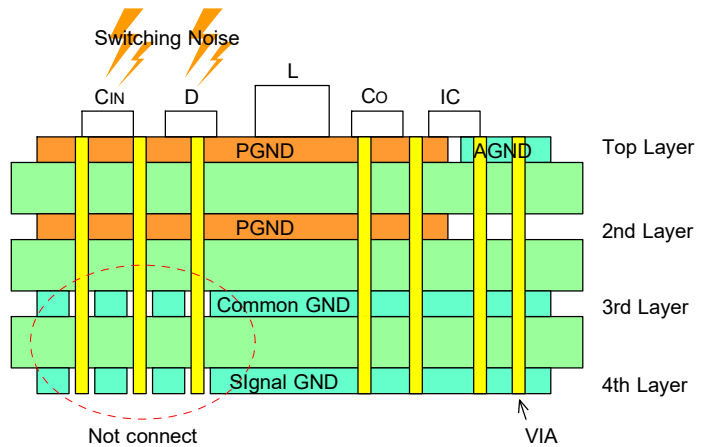 Switching Noise
CIN
D
L
CO
IC
PGND
AGND
Top Layer
PGND
2nd Layer
Common GND
3rd Layer
SIgnal GND
4th Layer
Not connect
VIA